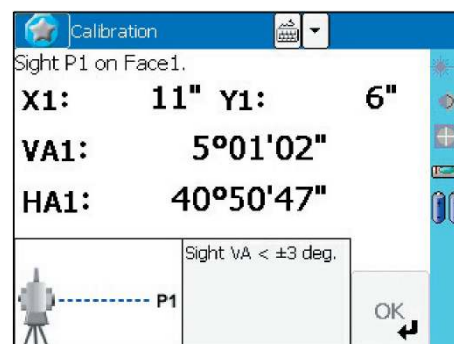 Calibration
Sight P1 on Face1.
X1: 11" Y1: 6"
VA1: 5°01'02"
HA1: 40°50'47"
Sight VA < ±3 deg.
P1
OK